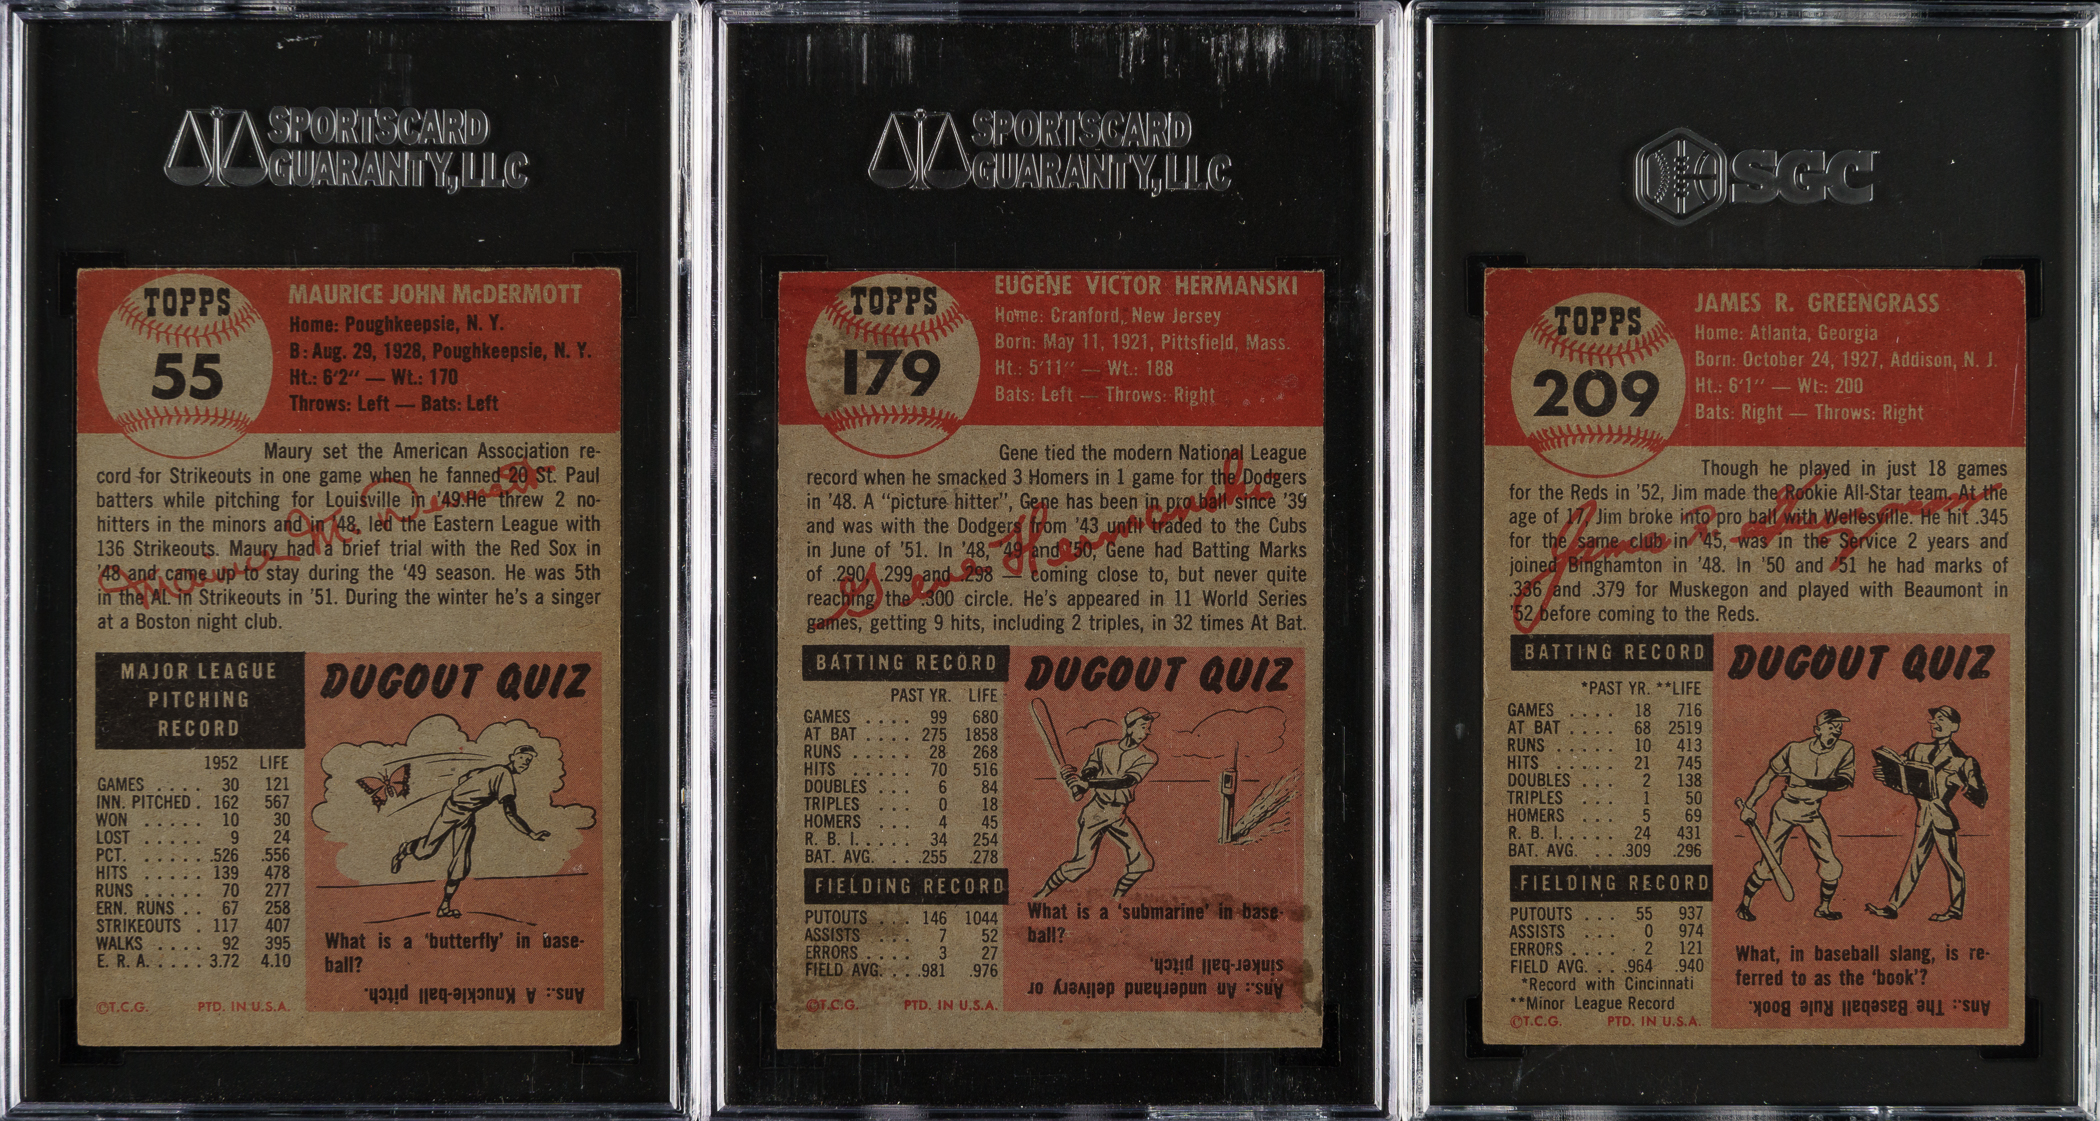 SPORTSCARD
GUARANTY, LLC
TOPPS
55
MAURICE JOHN McDERMOTT
Home: Poughkeepsie, N. Y.
B: Aug. 29, 1928, Poughkeepsie, N. Y.
Ht.: 6'2" — Wt.: 170
Throws: Left — Bats: Left
Maury set the American Association re-
cord for Strikeouts in one game when he fanned 20 St. Paul
batters while pitching for Louisville in '49. He threw 2 no-
hitters in the minors and in '48, led the Eastern League with
136 Strikeouts. Maury had a brief trial with the Red Sox in
'48 and came up to stay during the '49 season. He was 5th
in the AL in Strikeouts in '51. During the winter he's a singer
at a Boston night club.
Maurice M. Dermott
MAJOR LEAGUE
PITCHING
RECORD
1952 LIFE
GAMES .... 30 121
INN. PITCHED . 162 567
WON ..... 10 30
LOST ..... 9 24
PCT. ..... .526 .556
HITS ..... 139 478
RUNS ..... 70 277
ERN. RUNS .. 67 258
STRIKEOUTS . 117 407
WALKS .... 92 395
E. R. A. .... 3.72 4.10
©T.C.G. PTD. IN U.S.A.
DUGOUT QUIZ
What is a 'butterfly' in base-
ball?
Ans.: A Knuckle-ball pitch.
SPORTSCARD
GUARANTY, LLC
TOPPS
179
EUGENE VICTOR HERMANSKI
Home: Cranford, New Jersey
Born: May 11, 1921, Pittsfield, Mass.
Ht.: 5'11" — Wt.: 188
Bats: Left — Throws: Right
Gene tied the modern National League
record when he smacked 3 Homers in 1 game for the Dodgers
in '48. A "picture hitter", Gene has been in pro ball since '39
and was with the Dodgers from '43 until traded to the Cubs
in June of '51. In '48, '49 and '50, Gene had Batting Marks
of .290, .299 and .298 — coming close to, but never quite
reaching the .300 circle. He's appeared in 11 World Series
games, getting 9 hits, including 2 triples, in 32 times At Bat.
Gene Hermanski
BATTING RECORD
PAST YR. LIFE
GAMES .... 99 680
AT BAT .... 275 1858
RUNS .... 28 268
HITS ..... 70 516
DOUBLES ... 6 84
TRIPLES ... 0 18
HOMERS ... 4 45
R. B. I. .... 34 254
BAT. AVG. .... .255 .278
FIELDING RECORD
PUTOUTS ... 146 1044
ASSISTS ... 7 52
ERRORS .... 3 27
FIELD AVG. ... .981 .976
©T.C.G. PTD. IN U.S.A.
DUGOUT QUIZ
What is a 'submarine' in base-
ball?
Ans.: An underhand delivery or
sinker-ball pitch.
SGC
TOPPS
209
JAMES R. GREENGRASS
Home: Atlanta, Georgia
Born: October 24, 1927, Addison, N. J.
Ht.: 6'1" — Wt.: 200
Bats: Right — Throws: Right
Though he played in just 18 games
for the Reds in '52, Jim made the Rookie All-Star team. At the
age of 17, Jim broke into pro ball with Wellesville. He hit .345
for the same club in '45, was in the Service 2 years and
joined Binghamton in '48. In '50 and '51 he had marks of
.336 and .379 for Muskegon and played with Beaumont in
'52 before coming to the Reds.
James R. Greengrass
BATTING RECORD
*PAST YR. **LIFE
GAMES .... 18 716
AT BAT .... 68 2519
RUNS .... 10 413
HITS ..... 21 745
DOUBLES ... 2 138
TRIPLES ... 1 50
HOMERS ... 5 69
R. B. I. .... 24 431
BAT. AVG. ... .309 .296
FIELDING RECORD
PUTOUTS ... 55 937
ASSISTS ... 0 974
ERRORS .... 2 121
FIELD AVG. ... .964 .940
*Record with Cincinnati
**Minor League Record
©T.C.G. PTD. IN U.S.A.
DUGOUT QUIZ
What, in baseball slang, is re-
ferred to as the 'book'?
Ans.: The Baseball Rule Book.